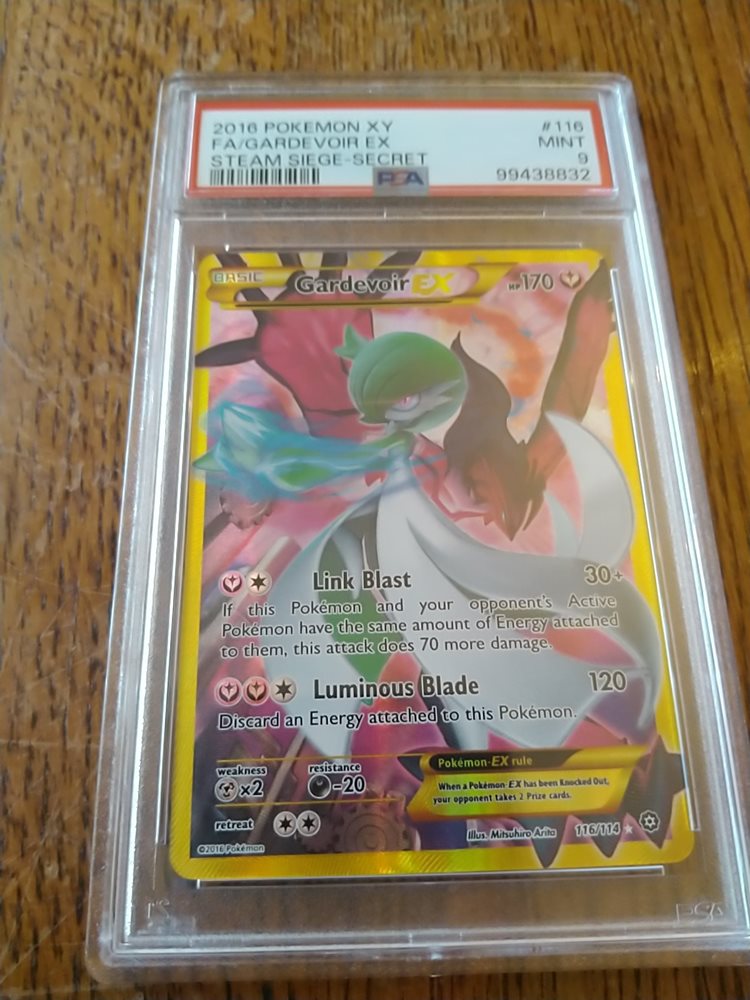 2016 POKEMON XY #116
FA/GARDEVOIR EX MINT
STEAM SIEGE-SECRET 9
PSA 99438832
BASIC Gardevoir EX HP170
Link Blast 30+
If this Pokémon and your opponent's Active
Pokémon have the same amount of Energy attached
to them, this attack does 70 more damage.
Luminous Blade 120
Discard an Energy attached to this Pokémon.
weakness resistance
x2 -20
retreat
Pokémon-EX rule
When a Pokémon-EX has been Knocked Out,
your opponent takes 2 Prize cards.
Illus. Mitsuhiro Arita 116/114
©2016 Pokémon
PSA